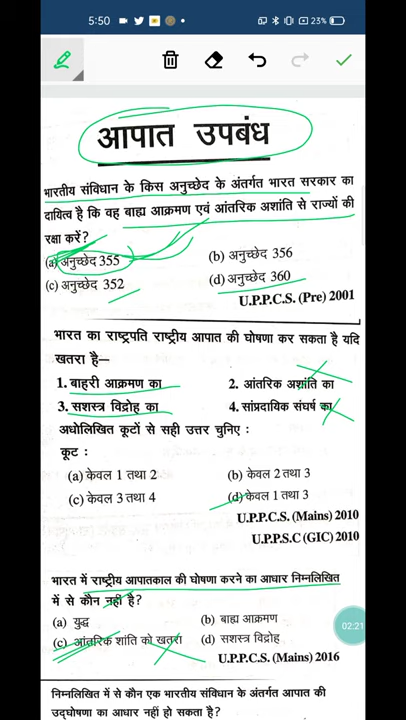 5:50
23%
आपात उपबंध
भारतीय संविधान के किस अनुच्छेद के अंतर्गत भारत सरकार का
दायित्व है कि वह बाह्य आक्रमण एवं आंतरिक अशांति से राज्यों की
रक्षा करें?
(a) अनुच्छेद 355 (b) अनुच्छेद 356
(c) अनुच्छेद 352 (d) अनुच्छेद 360
U.P.P.C.S. (Pre) 2001
भारत का राष्ट्रपति राष्ट्रीय आपात की घोषणा कर सकता है यदि
खतरा है—
1. बाहरी आक्रमण का 2. आंतरिक अशांति का
3. सशस्त्र विद्रोह का 4. सांप्रदायिक संघर्ष का
अधोलिखित कूटों से सही उत्तर चुनिए :
कूट :
(a) केवल 1 तथा 2 (b) केवल 2 तथा 3
(c) केवल 3 तथा 4 (d) केवल 1 तथा 3
U.P.P.C.S. (Mains) 2010
U.P.P.S.C (GIC) 2010
भारत में राष्ट्रीय आपातकाल की घोषणा करने का आधार निम्नलिखित
में से कौन नहीं है?
02:21
(a) युद्ध (b) बाह्य आक्रमण
(c) आंतरिक शांति को खतरा (d) सशस्त्र विद्रोह
U.P.P.C.S. (Mains) 2016
निम्नलिखित में से कौन एक भारतीय संविधान के अंतर्गत आपात की
उद्घोषणा का आधार नहीं हो सकता है?